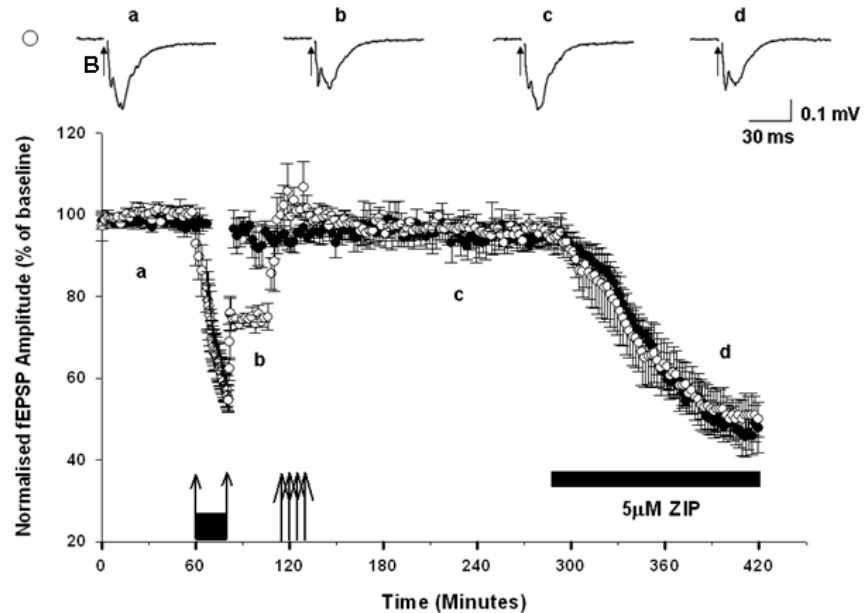 a b c d
B
0.1 mV
30 ms
120
100
80
60
40
20
Normalised fEPSP Amplitude (% of baseline)
a
b
c
d
5μM ZIP
0 60 120 180 240 300 360 420
Time (Minutes)